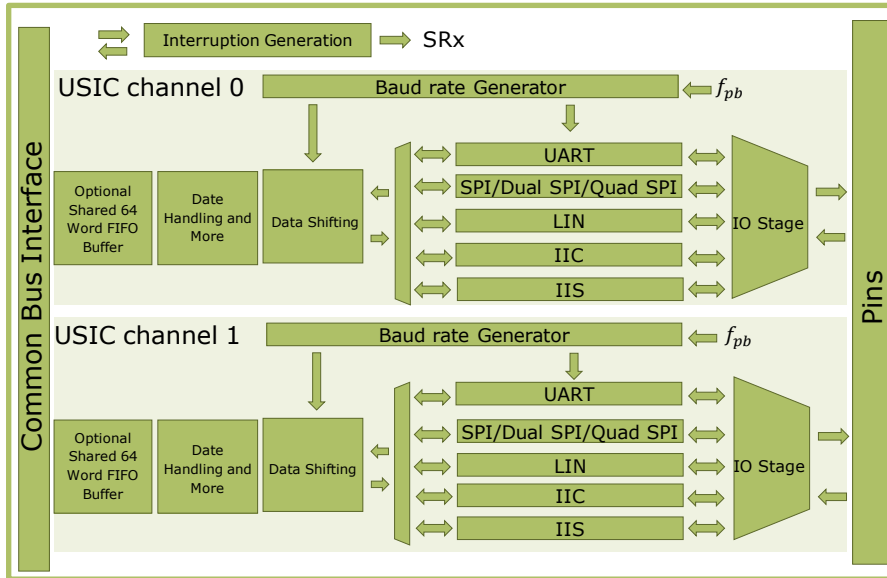 Common Bus Interface
Interruption Generation
SRx
USIC channel 0
Baud rate Generator
f_pb
UART
SPI/Dual SPI/Quad SPI
LIN
IIC
IIS
Optional
Shared 64
Word FIFO
Buffer
Date
Handling and
More
Data Shifting
IO Stage
USIC channel 1
Baud rate Generator
f_pb
UART
SPI/Dual SPI/Quad SPI
LIN
IIC
IIS
Optional
Shared 64
Word FIFO
Buffer
Date
Handling and
More
Data Shifting
IO Stage
Pins